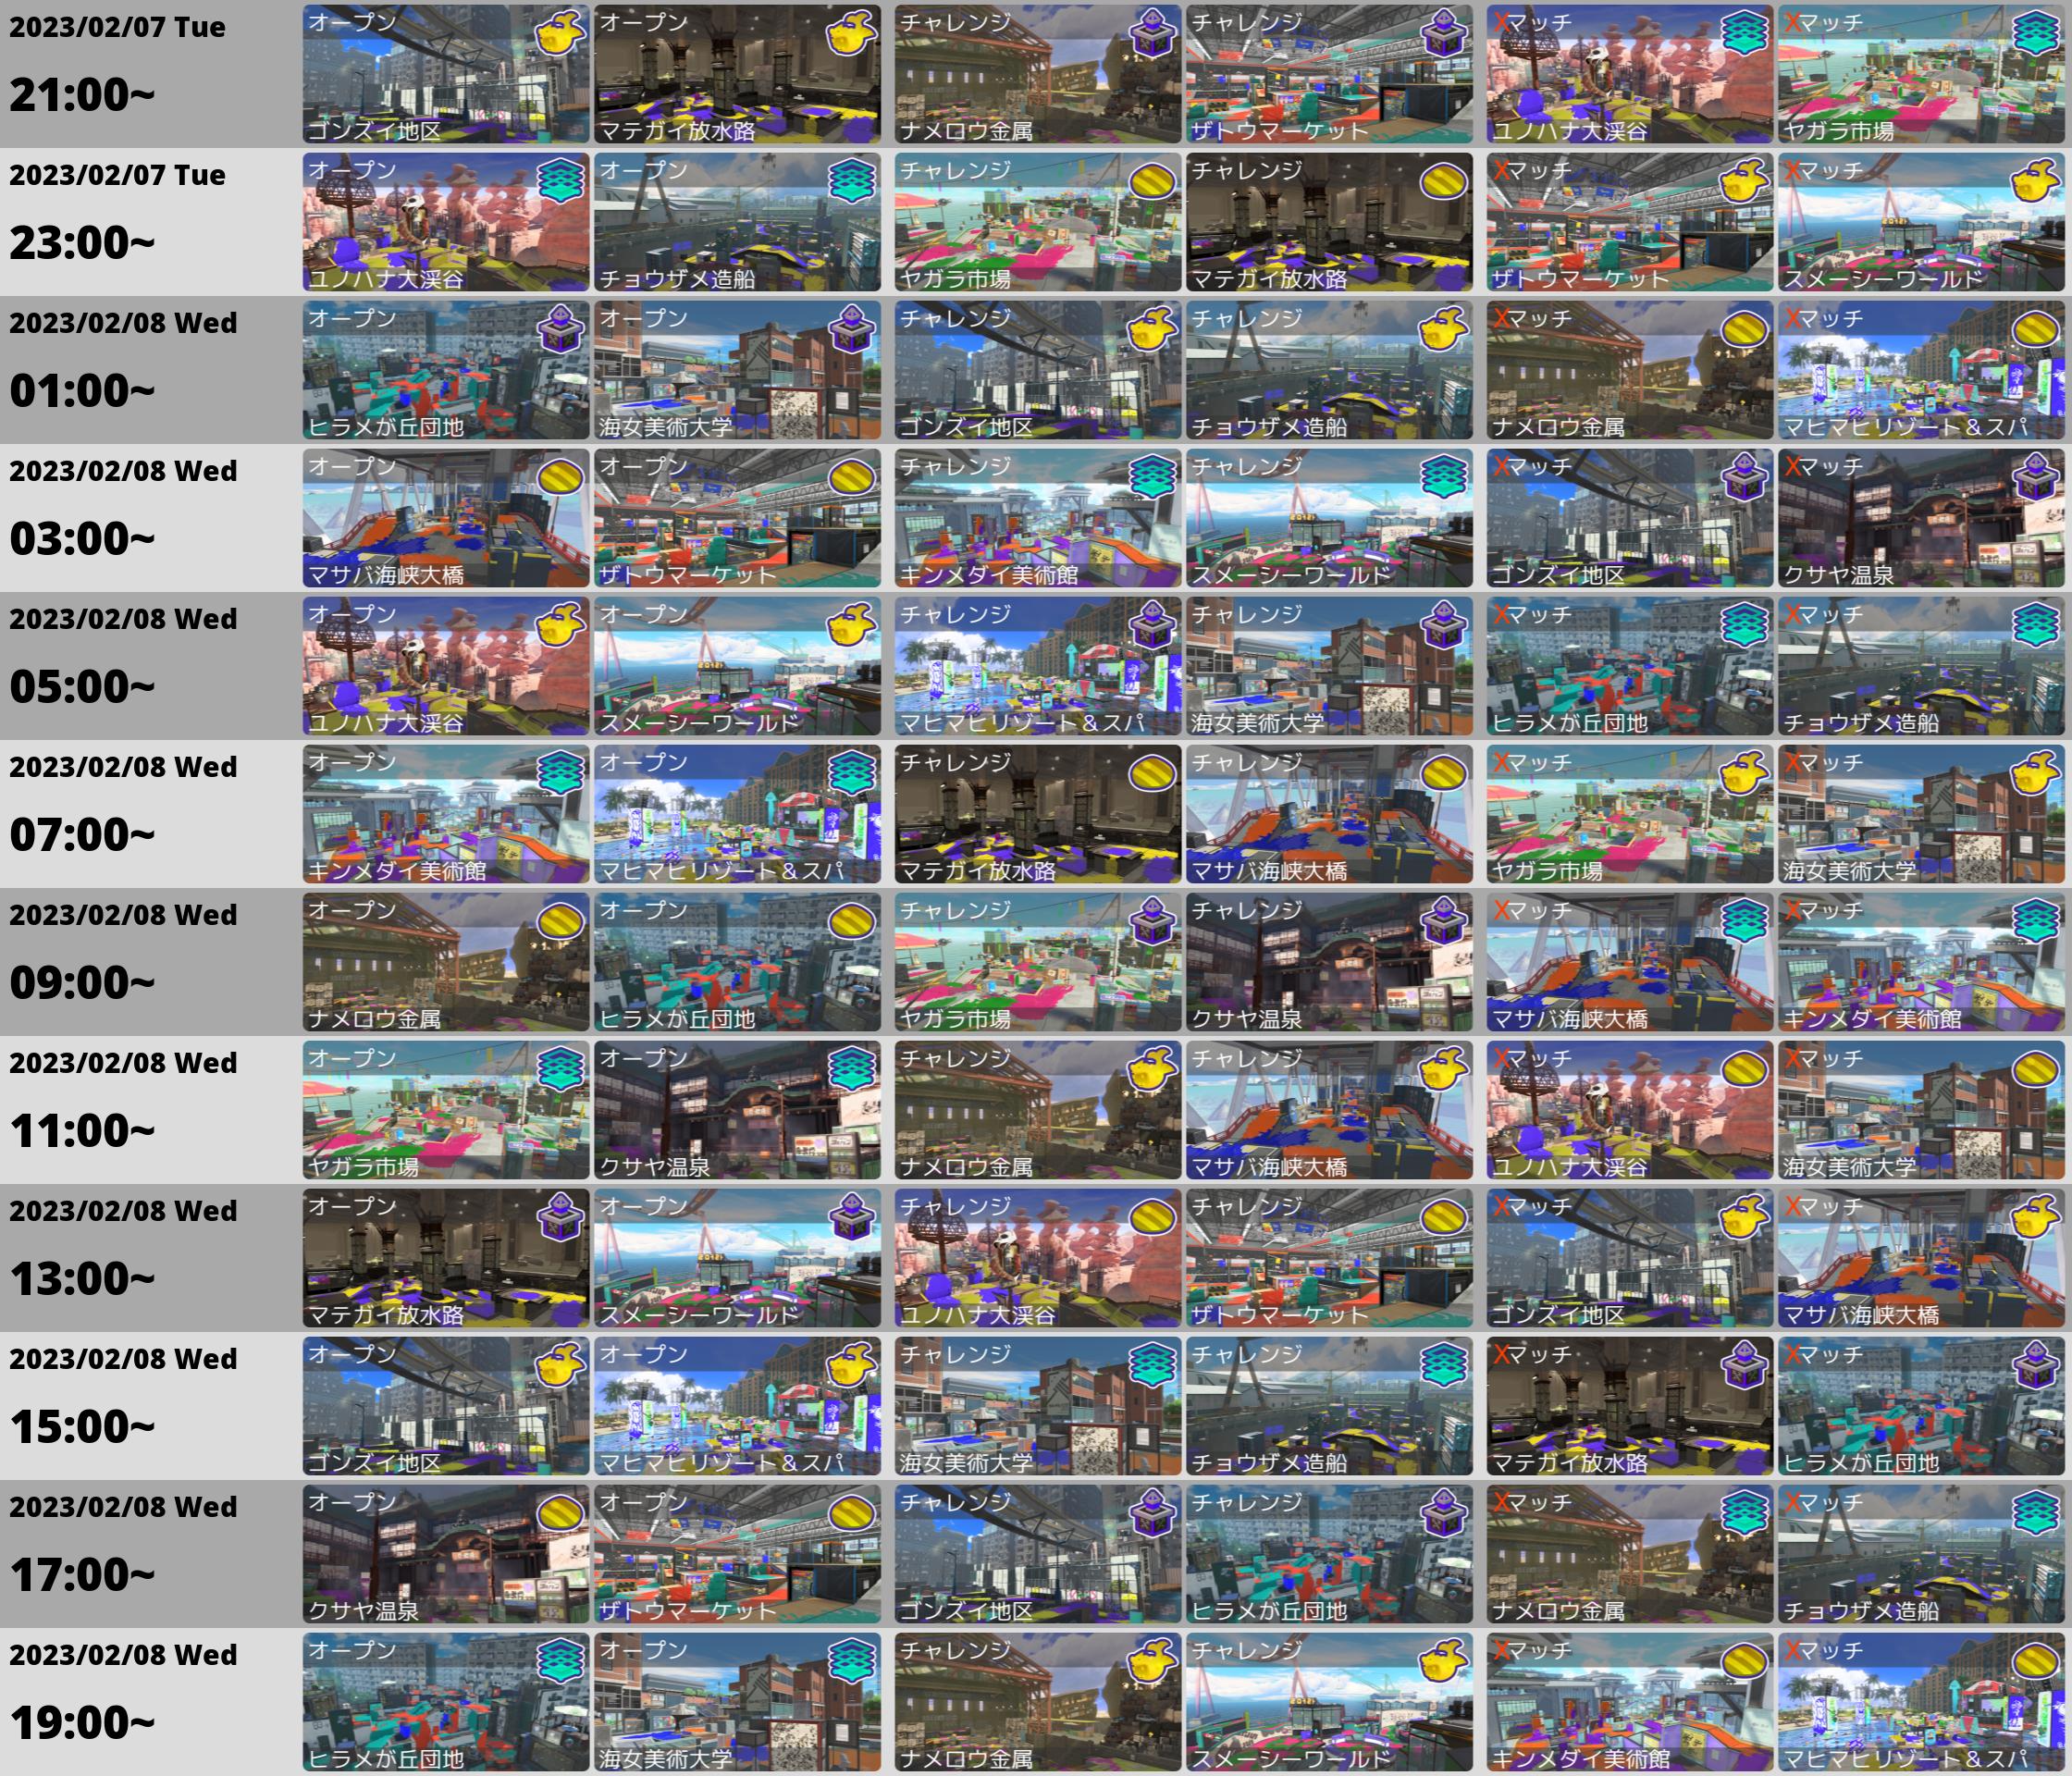 2023/02/07 Tue
21:00~
オープン オープン チャレンジ チャレンジ Xマッチ Xマッチ
ゴンズイ地区 マテガイ放水路 ナメロウ金属 ザトウマーケット ユノハナ大渓谷 ヤガラ市場
2023/02/07 Tue
23:00~
オープン オープン チャレンジ チャレンジ Xマッチ Xマッチ
ユノハナ大渓谷 チョウザメ造船 ヤガラ市場 マテガイ放水路 ザトウマーケット スメーシーワールド
2023/02/08 Wed
01:00~
オープン オープン チャレンジ チャレンジ Xマッチ Xマッチ
ヒラメが丘団地 海女美術大学 ゴンズイ地区 チョウザメ造船 ナメロウ金属 マヒマヒリゾート＆スパ
2023/02/08 Wed
03:00~
オープン オープン チャレンジ チャレンジ Xマッチ Xマッチ
マサバ海峡大橋 ザトウマーケット キンメダイ美術館 スメーシーワールド ゴンズイ地区 クサヤ温泉
2023/02/08 Wed
05:00~
オープン オープン チャレンジ チャレンジ Xマッチ Xマッチ
ユノハナ大渓谷 スメーシーワールド マヒマヒリゾート＆スパ 海女美術大学 ヒラメが丘団地 チョウザメ造船
2023/02/08 Wed
07:00~
オープン オープン チャレンジ チャレンジ Xマッチ Xマッチ
キンメダイ美術館 マヒマヒリゾート＆スパ マテガイ放水路 マサバ海峡大橋 ヤガラ市場 海女美術大学
2023/02/08 Wed
09:00~
オープン オープン チャレンジ チャレンジ Xマッチ Xマッチ
ナメロウ金属 ヒラメが丘団地 ヤガラ市場 クサヤ温泉 マサバ海峡大橋 キンメダイ美術館
2023/02/08 Wed
11:00~
オープン オープン チャレンジ チャレンジ Xマッチ Xマッチ
ヤガラ市場 クサヤ温泉 ナメロウ金属 マサバ海峡大橋 ユノハナ大渓谷 海女美術大学
2023/02/08 Wed
13:00~
オープン オープン チャレンジ チャレンジ Xマッチ Xマッチ
マテガイ放水路 スメーシーワールド ユノハナ大渓谷 ザトウマーケット ゴンズイ地区 マサバ海峡大橋
2023/02/08 Wed
15:00~
オープン オープン チャレンジ チャレンジ Xマッチ Xマッチ
ゴンズイ地区 マヒマヒリゾート＆スパ 海女美術大学 チョウザメ造船 マテガイ放水路 ヒラメが丘団地
2023/02/08 Wed
17:00~
オープン オープン チャレンジ チャレンジ Xマッチ Xマッチ
クサヤ温泉 ザトウマーケット ゴンズイ地区 ヒラメが丘団地 ナメロウ金属 チョウザメ造船
2023/02/08 Wed
19:00~
オープン オープン チャレンジ チャレンジ Xマッチ Xマッチ
ヒラメが丘団地 海女美術大学 ナメロウ金属 スメーシーワールド キンメダイ美術館 マヒマヒリゾート＆スパ